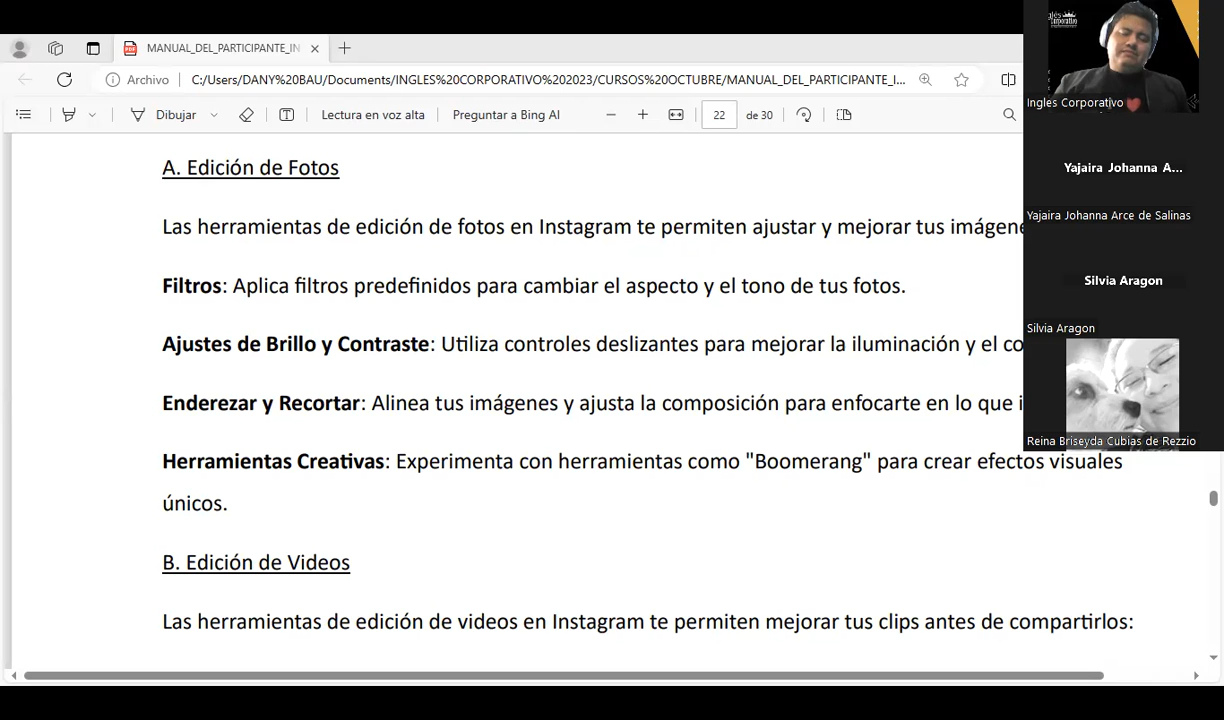 MANUAL_DEL_PARTICIPANTE_IN
Archivo
C:/Users/DANY%20BAU/Documents/INGLES%20CORPORATIVO%202023/CURSOS%20OCTUBRE/MANUAL_DEL_PARTICIPANTE_I...
Dibujar
Lectura en voz alta
Preguntar a Bing AI
22
de 30
A. Edición de Fotos
Las herramientas de edición de fotos en Instagram te permiten ajustar y mejorar tus imágene
Filtros: Aplica filtros predefinidos para cambiar el aspecto y el tono de tus fotos.
Ajustes de Brillo y Contraste: Utiliza controles deslizantes para mejorar la iluminación y el co
Enderezar y Recortar: Alinea tus imágenes y ajusta la composición para enfocarte en lo que i
Herramientas Creativas: Experimenta con herramientas como "Boomerang" para crear efectos visuales
únicos.
B. Edición de Videos
Las herramientas de edición de videos en Instagram te permiten mejorar tus clips antes de compartirlos:
Ingles Corporativo ❤
Yajaira Johanna A...
Yajaira Johanna Arce de Salinas
Silvia Aragon
Silvia Aragon
Reina Briseyda Cubias de Rezzio